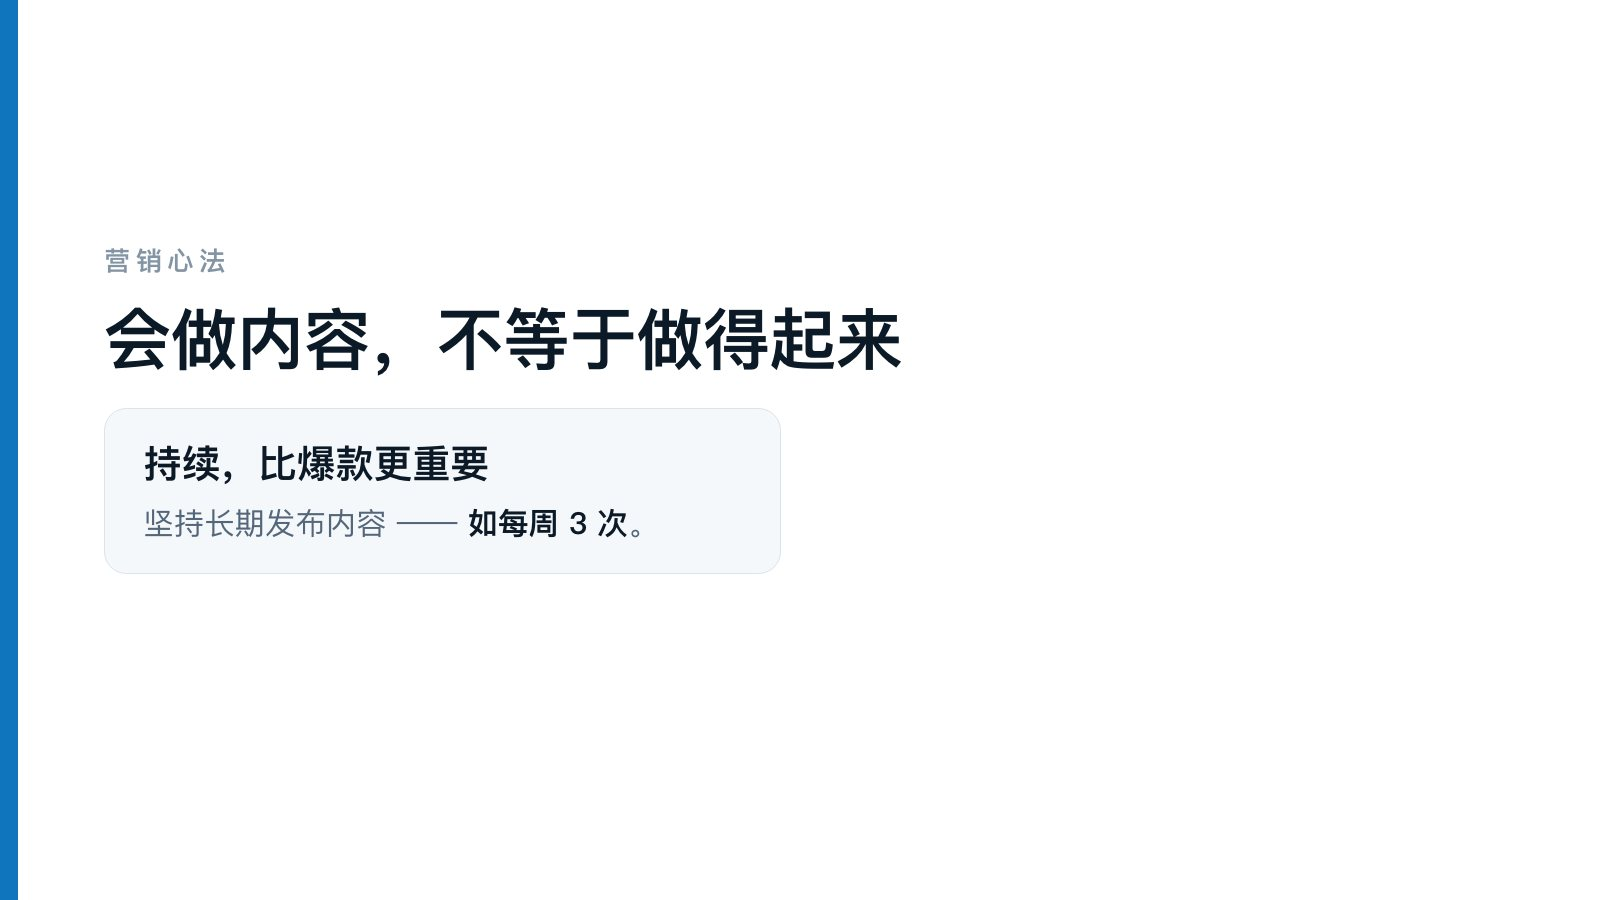 营销心法
会做内容，不等于做得起来
持续，比爆款更重要
坚持长期发布内容 —— 如每周 3 次。